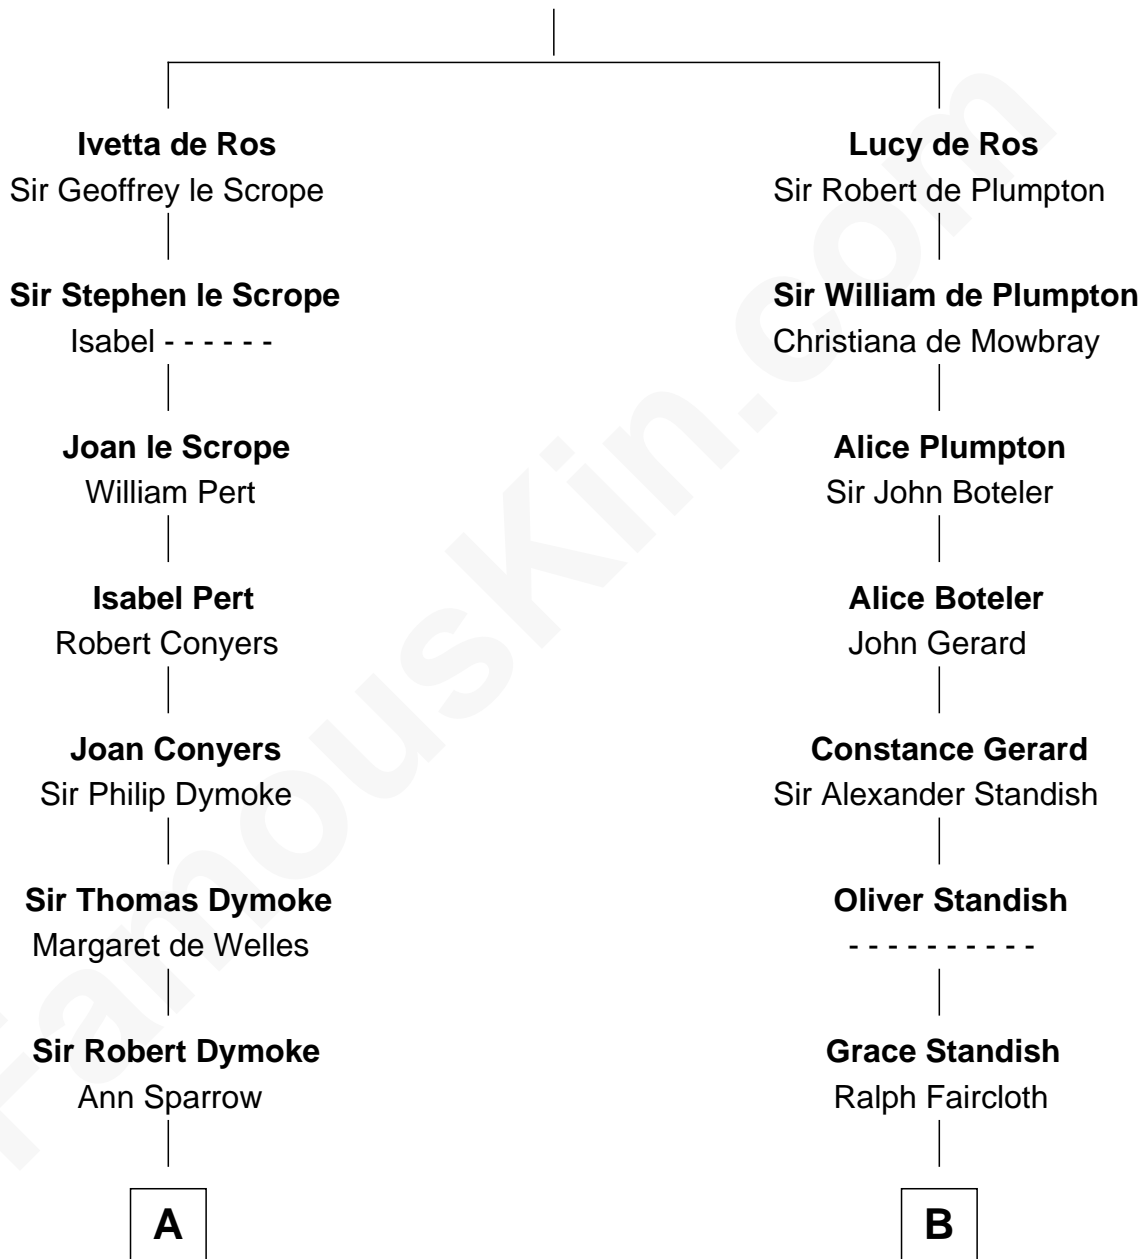 Ivetta de Ros
Sir Geoffrey le Scrope
Lucy de Ros
Sir Robert de Plumpton
Sir Stephen le Scrope
Isabel - - - - - -
Sir William de Plumpton
Christiana de Mowbray
Joan le Scrope
William Pert
Alice Plumpton
Sir John Boteler
Isabel Pert
Robert Conyers
Alice Boteler
John Gerard
Joan Conyers
Sir Philip Dymoke
Constance Gerard
Sir Alexander Standish
Sir Thomas Dymoke
Margaret de Welles
Oliver Standish
- - - - - - - - - -
Sir Robert Dymoke
Ann Sparrow
Grace Standish
Ralph Faircloth
A
B
FamousKin.com